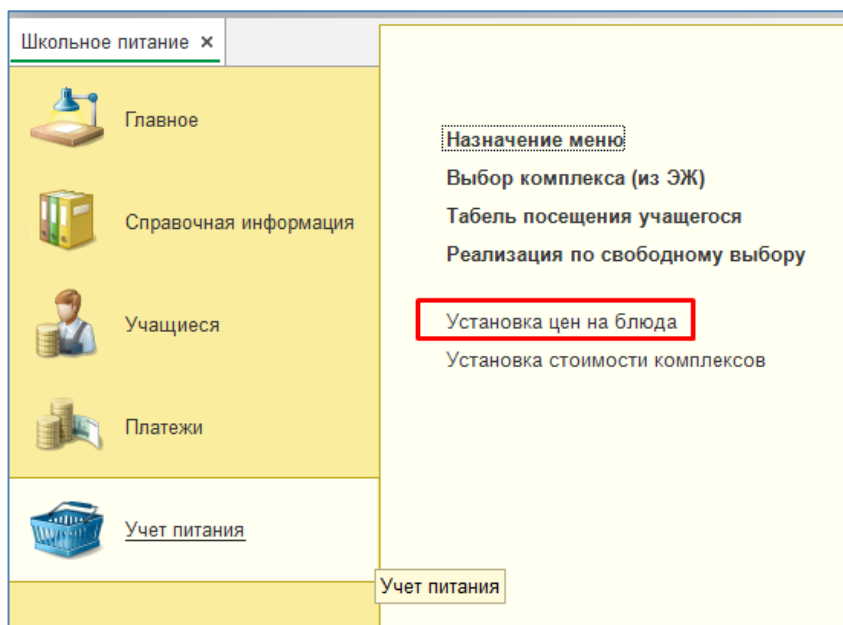 Школьное питание ×
Главное
Справочная информация
Учащиеся
Платежи
Учет питания
Назначение меню
Выбор комплекса (из ЭЖ)
Табель посещения учащегося
Реализация по свободному выбору
Установка цен на блюда
Установка стоимости комплексов
Учет питания